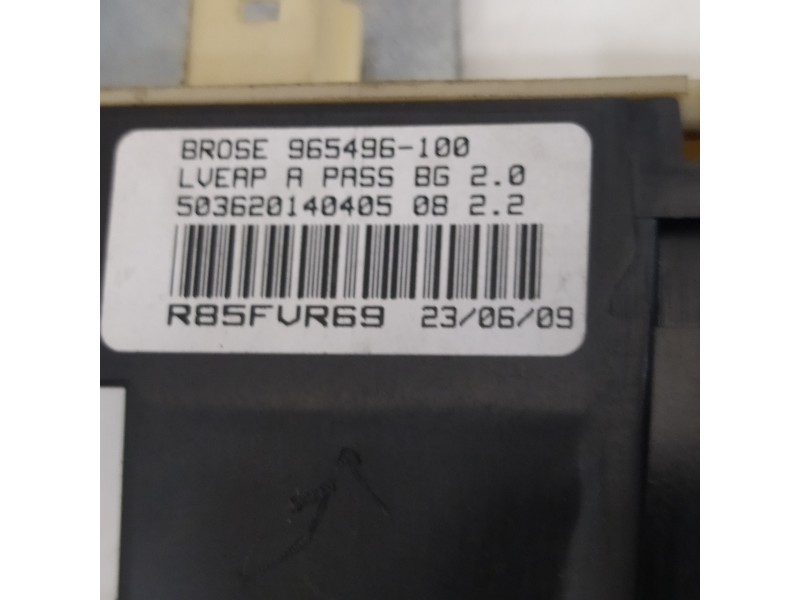 BROSE 965496-100
LVEAP A PASS BG 2.0
503620140405 08 2.2
R85FVR69 23/06/09